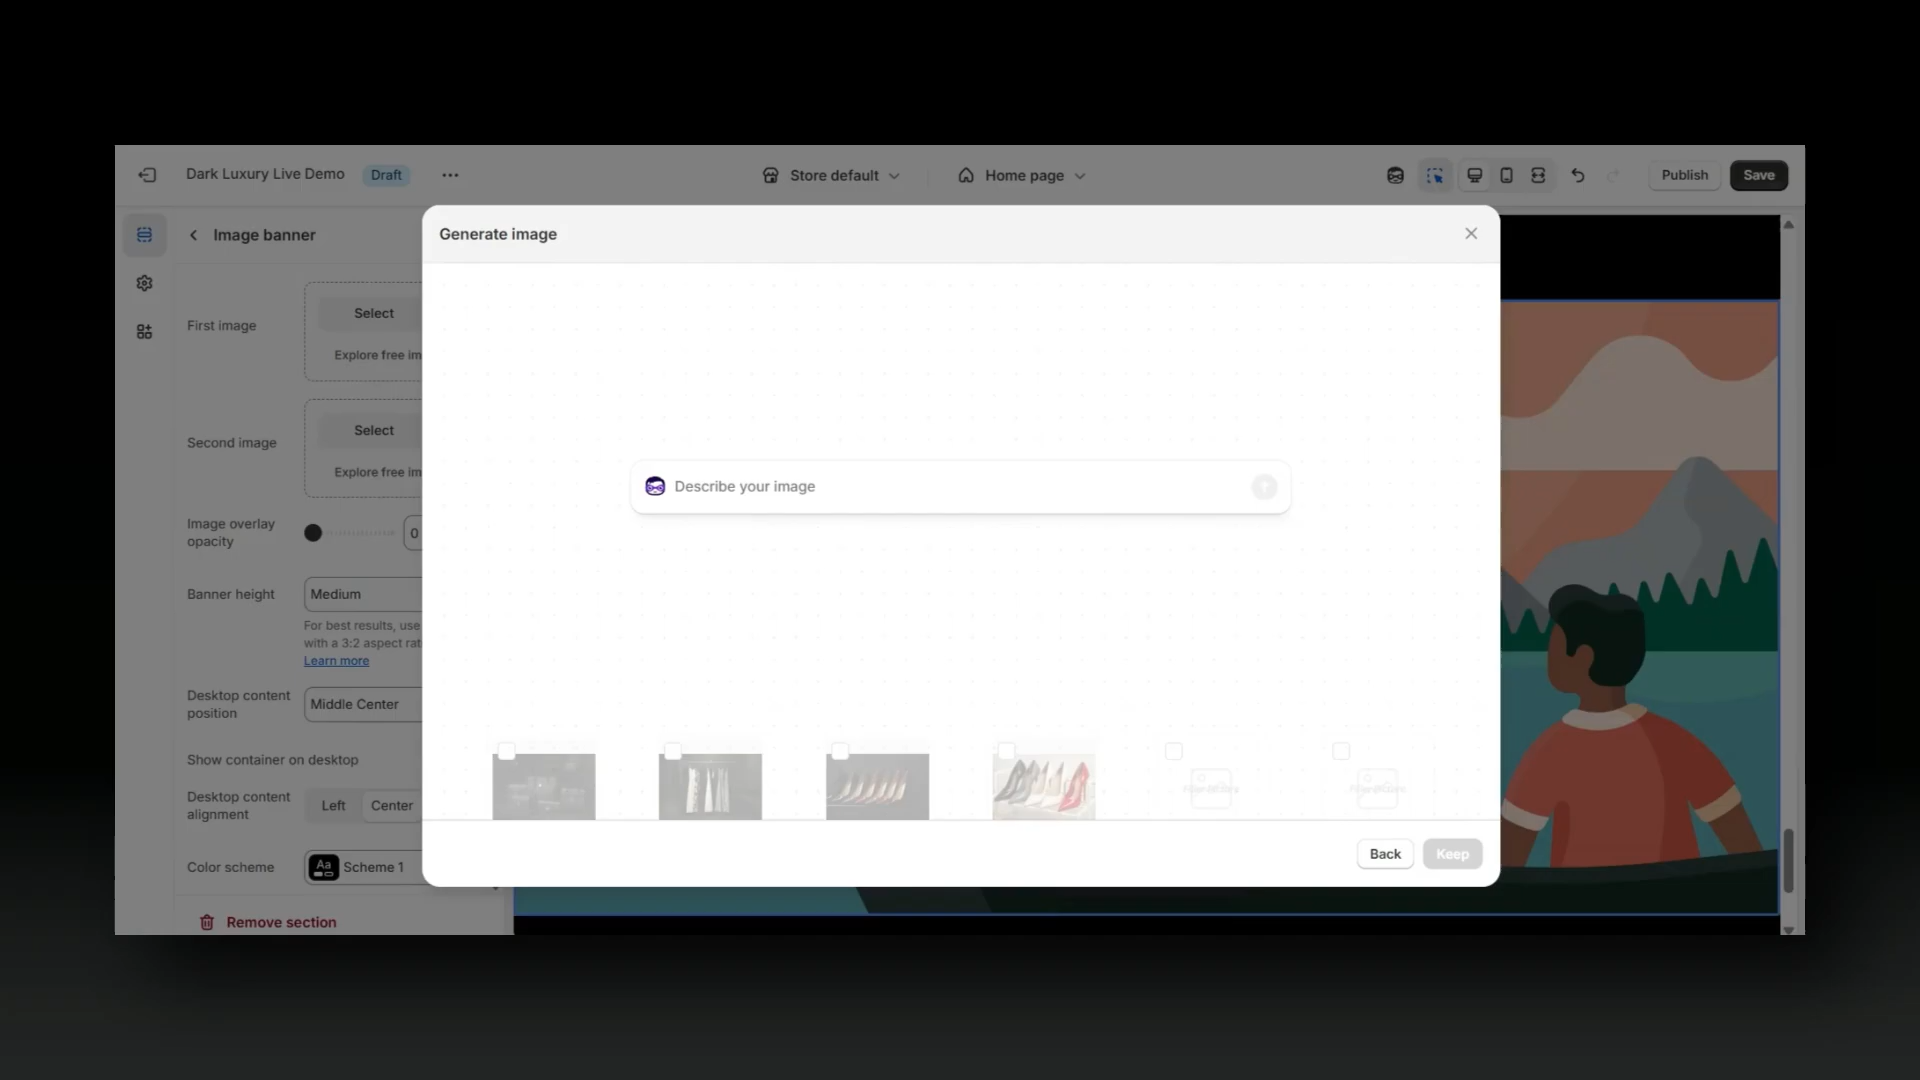 Dark Luxury Live Demo
Draft
Store default
Home page
Publish
Save
Image banner
Generate image
First image
Select
Explore free im
Second image
Select
Explore free im
Describe your image
Image overlay
opacity
0
Banner height
Medium
For best results, use
with a 3:2 aspect rat
Learn more
Desktop content
position
Middle Center
Show container on desktop
Desktop content
alignment
Left
Center
Color scheme
Aa
Scheme 1
Back
Keep
Remove section